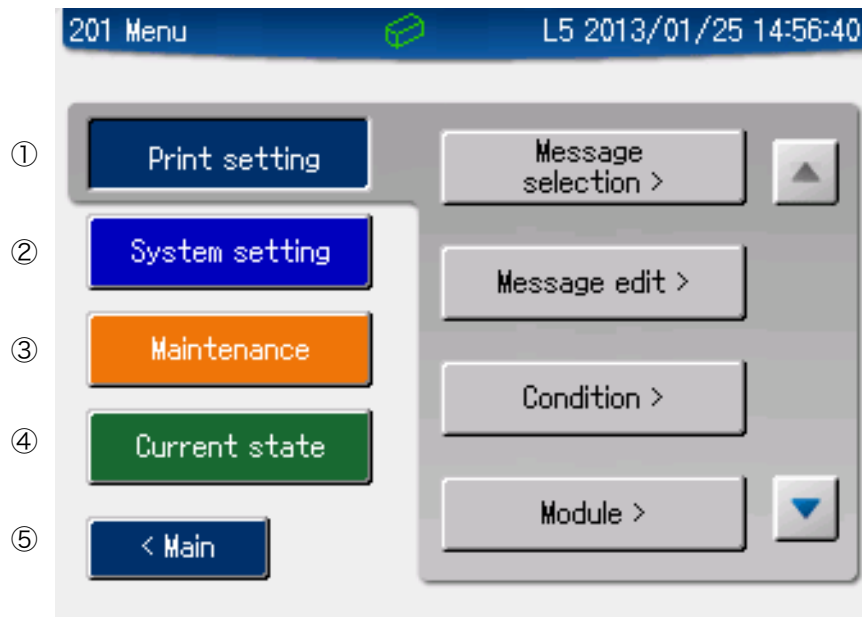 201 Menu L5 2013/01/25 14:56:40
① Print setting
② System setting
③ Maintenance
④ Current state
⑤ < Main
Message
selection >
Message edit >
Condition >
Module >